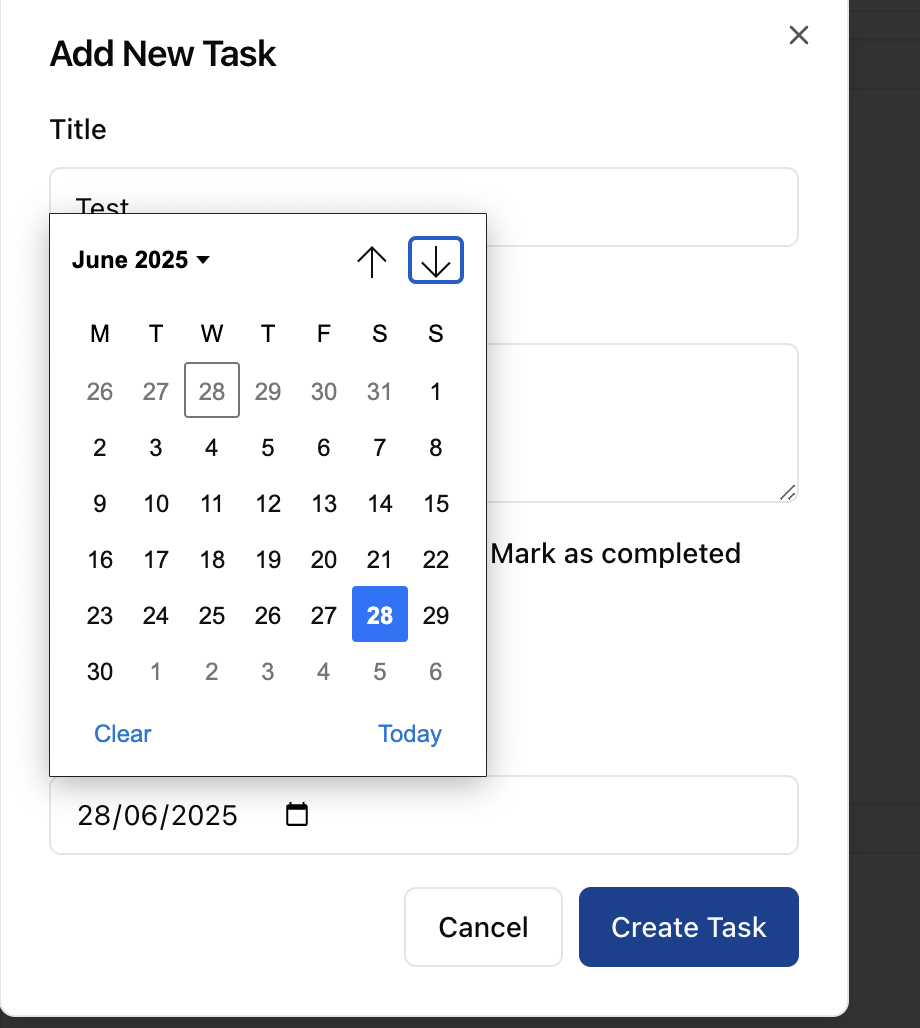 Add New Task
Title
Test
June 2025
M T W T F S S
26 27 28 29 30 31 1
2 3 4 5 6 7 8
9 10 11 12 13 14 15
16 17 18 19 20 21 22
Mark as completed
23 24 25 26 27 28 29
30 1 2 3 4 5 6
Clear Today
28/06/2025
Cancel Create Task